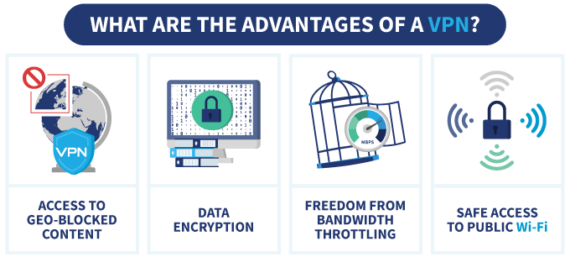 WHAT ARE THE ADVANTAGES OF A VPN?
VPN
MBPS
ACCESS TO
GEO-BLOCKED
CONTENT
DATA
ENCRYPTION
FREEDOM FROM
BANDWIDTH
THROTTLING
SAFE ACCESS
TO PUBLIC Wi-Fi